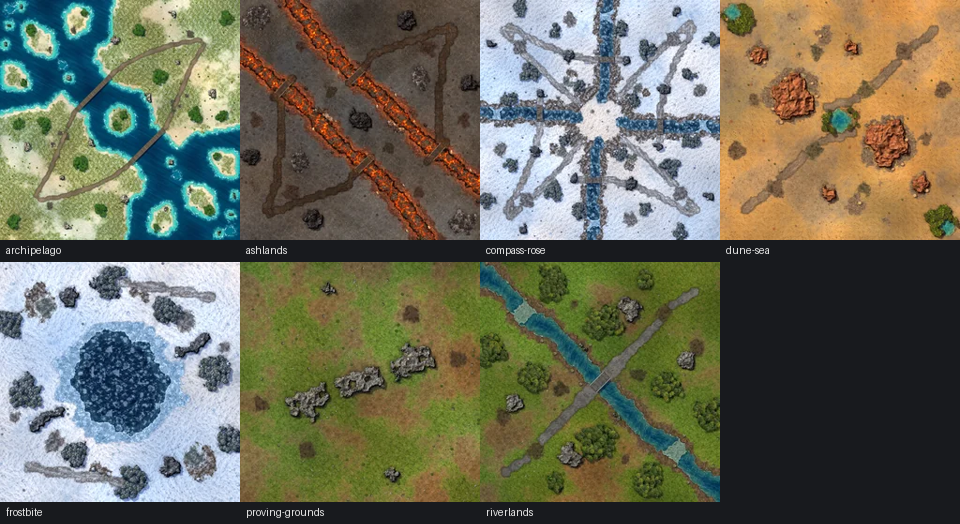 archipelago
ashlands
compass-rose
dune-sea
frostbite
proving-grounds
riverlands